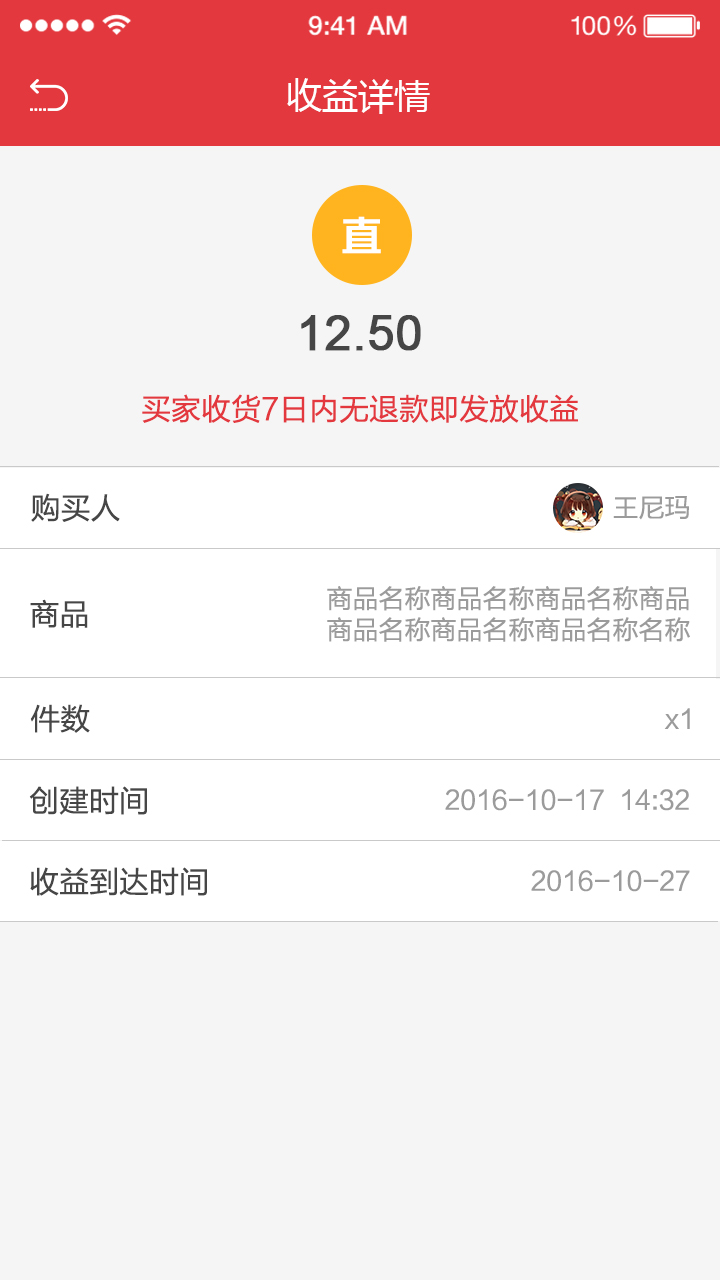 9:41 AM
100%
收益详情
直
12.50
买家收货7日内无退款即发放收益
购买人
王尼玛
商品
商品名称商品名称商品名称商品
商品名称商品名称商品名称名称
件数
x1
创建时间
2016-10-17 14:32
收益到达时间
2016-10-27